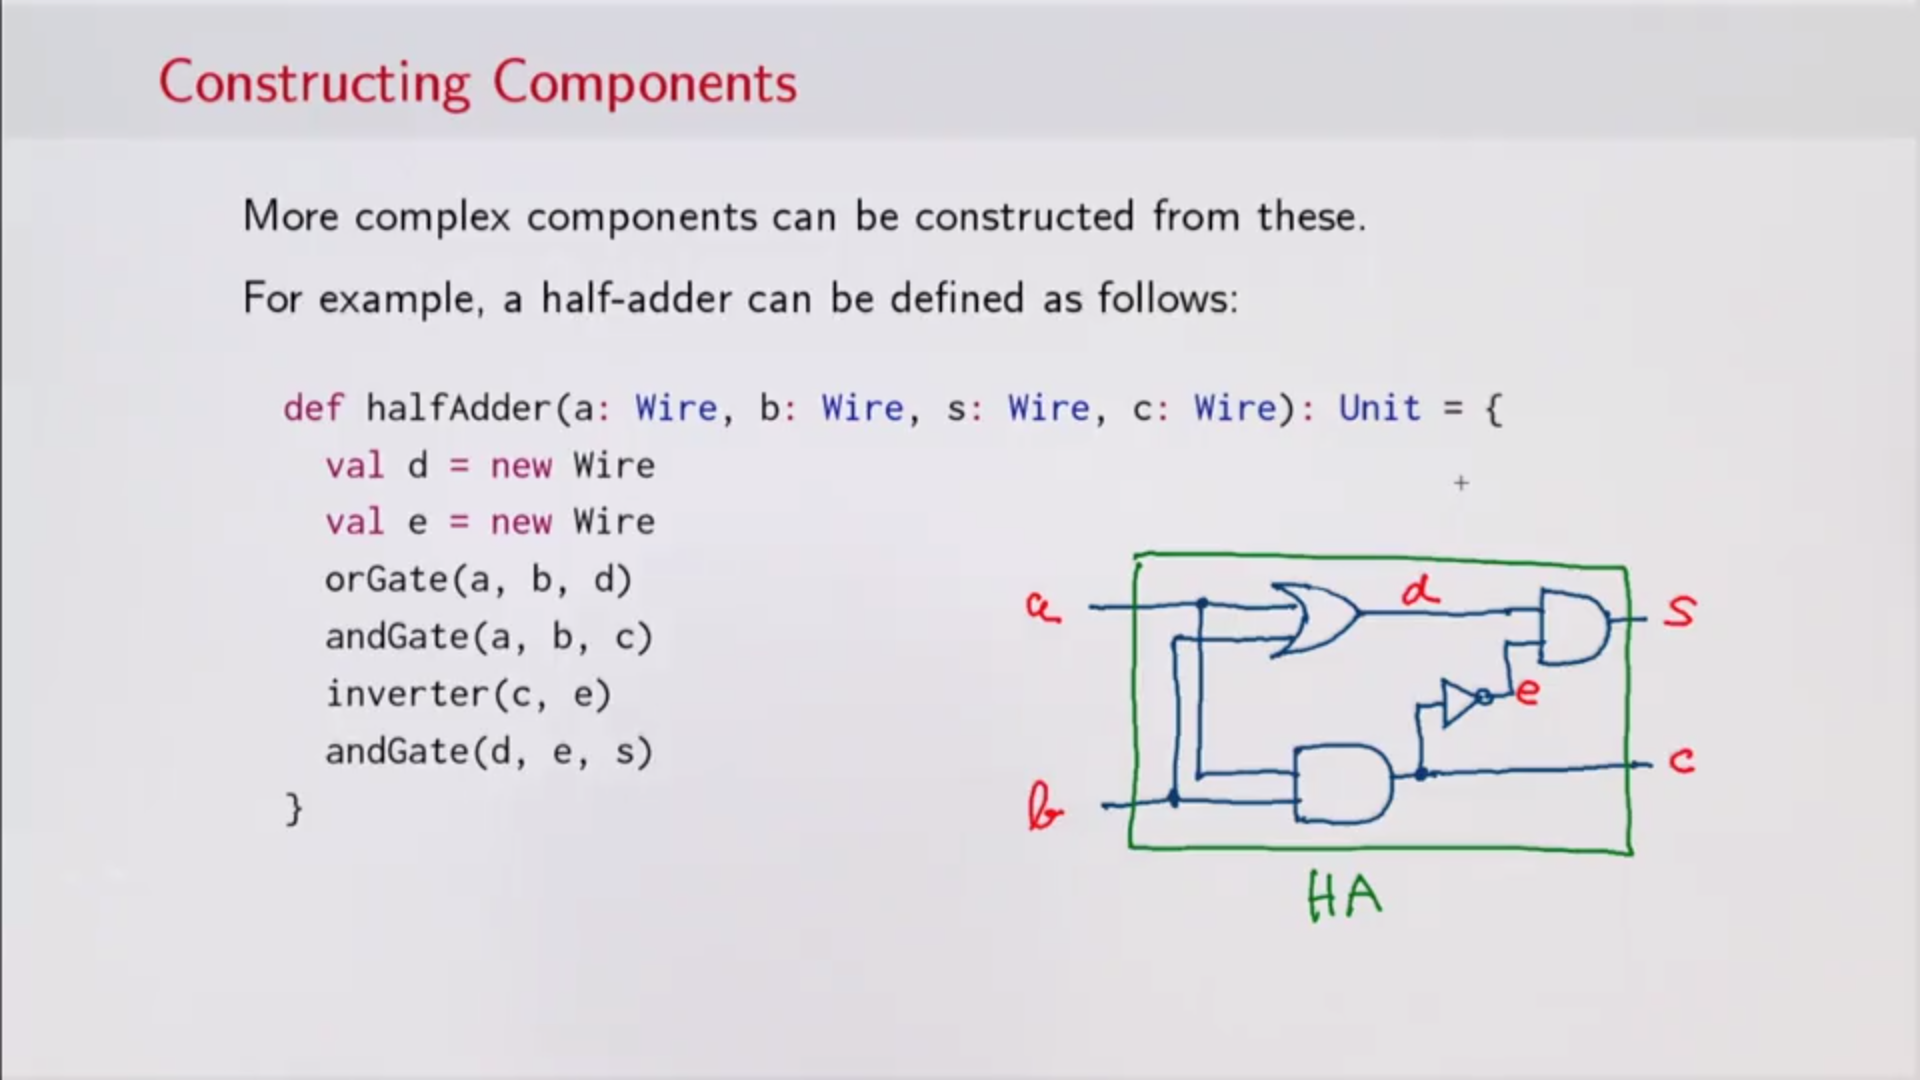 Constructing Components
More complex components can be constructed from these.
For example, a half-adder can be defined as follows:
def halfAdder(a: Wire, b: Wire, s: Wire, c: Wire): Unit = {
val d = new Wire
val e = new Wire
orGate(a, b, d)
andGate(a, b, c)
inverter(c, e)
andGate(d, e, s)
}
a
d
s
e
b
c
HA